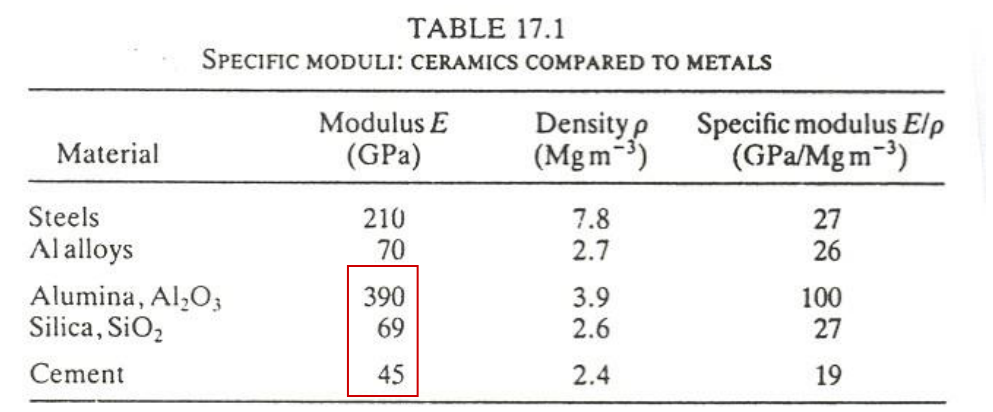 TABLE 17.1
SPECIFIC MODULI: CERAMICS COMPARED TO METALS
Material Modulus E (GPa) Density ρ (Mg m⁻³) Specific modulus E/ρ (GPa/Mg m⁻³)
Steels 210 7.8 27
Al alloys 70 2.7 26
Alumina, Al₂O₃ 390 3.9 100
Silica, SiO₂ 69 2.6 27
Cement 45 2.4 19